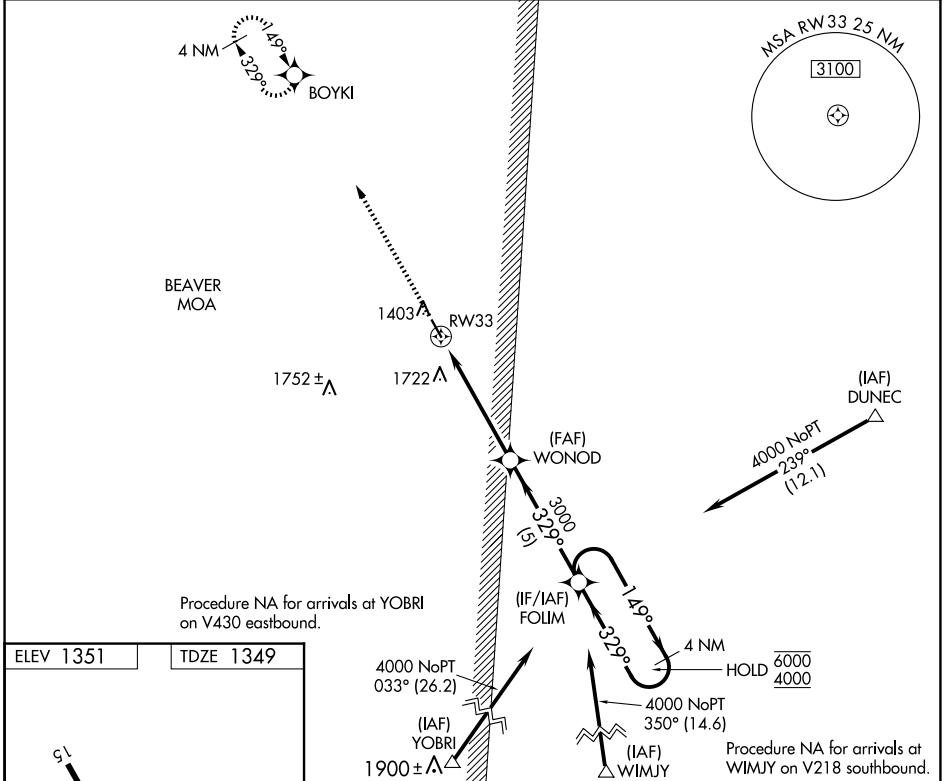 4 NM
149°
329°
BOYKI
MSA RW33 25 NM
3100
BEAVER
MOA
1403
RW33
1752 ±
1722
(IAF)
DUNEC
4000 NoPT
239°
(12.1)
(FAF)
WONOD
3000
329°
(5)
(IF/IAF)
FOLIM
149°
329°
4 NM
HOLD
6000
4000
Procedure NA for arrivals at YOBRI
on V430 eastbound.
ELEV 1351
TDZE 1349
4000 NoPT
033° (26.2)
(IAF)
YOBRI
1900 ±
4000 NoPT
350° (14.6)
(IAF)
WIMJY
Procedure NA for arrivals at
WIMJY on V218 southbound.
15